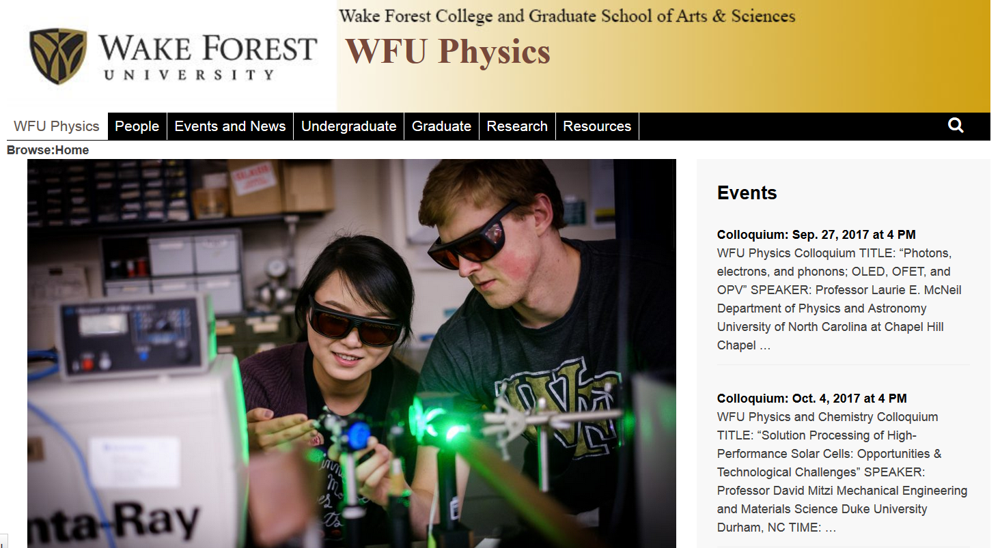 Wake Forest College and Graduate School of Arts & Sciences
WAKE FOREST
UNIVERSITY
WFU Physics
WFU Physics People Events and News Undergraduate Graduate Research Resources
Browse:Home
Events
Colloquium: Sep. 27, 2017 at 4 PM
WFU Physics Colloquium TITLE: “Photons,
electrons, and phonons; OLED, OFET, and
OPV” SPEAKER: Professor Laurie E. McNeil
Department of Physics and Astronomy
University of North Carolina at Chapel Hill
Chapel …
Colloquium: Oct. 4, 2017 at 4 PM
WFU Physics and Chemistry Colloquium
TITLE: “Solution Processing of High-
Performance Solar Cells: Opportunities &
Technological Challenges” SPEAKER:
Professor David Mitzi Mechanical Engineering
and Materials Science Duke University
Durham, NC TIME: …
WF
nta-Ray